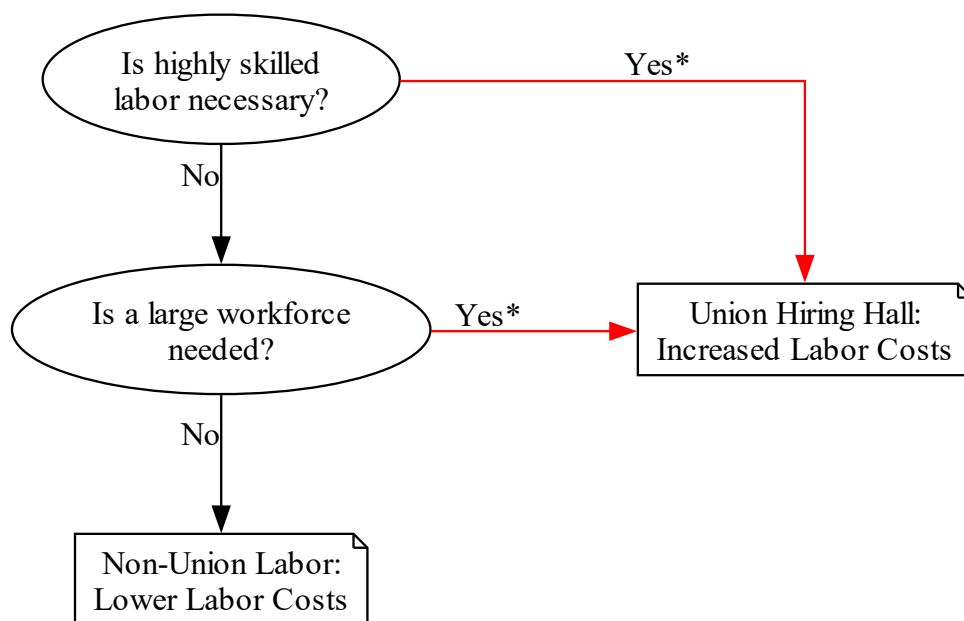 Is highly skilled
labor necessary?
Yes*
No
Is a large workforce
needed?
Yes*
Union Hiring Hall:
Increased Labor Costs
No
Non-Union Labor:
Lower Labor Costs